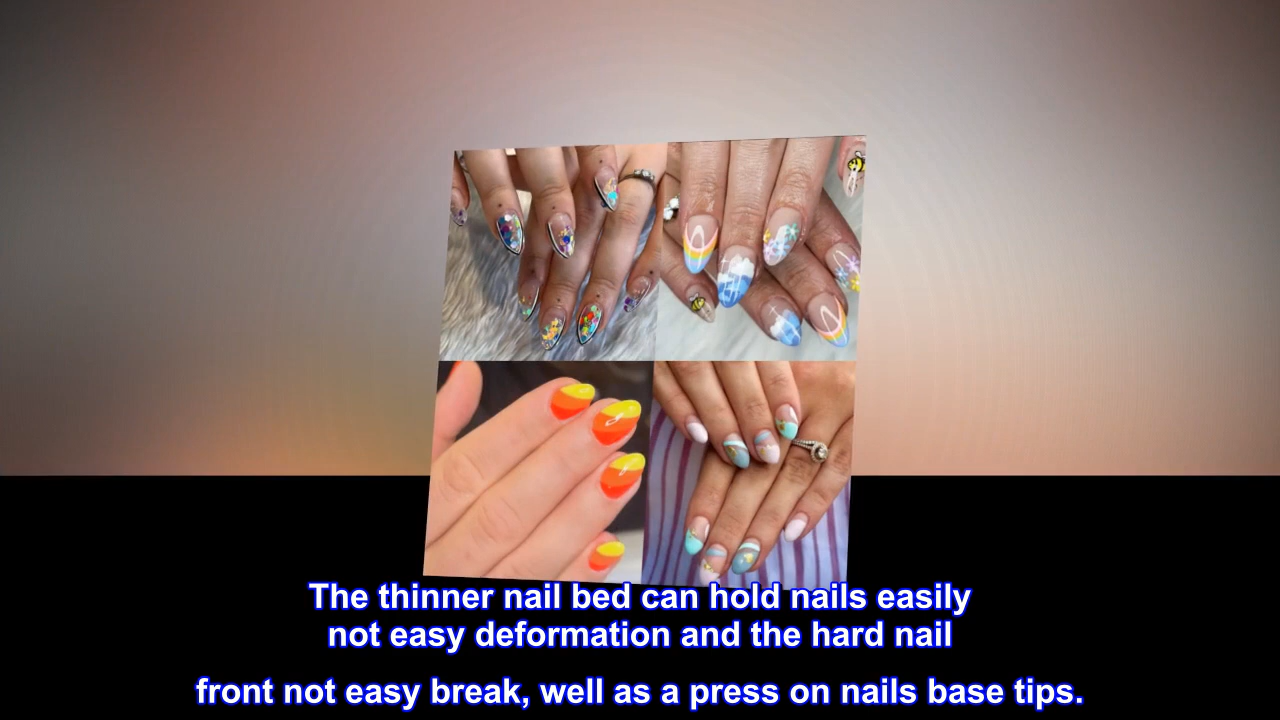 The thinner nail bed can hold nails easily
not easy deformation and the hard nail
front not easy break, well as a press on nails base tips.